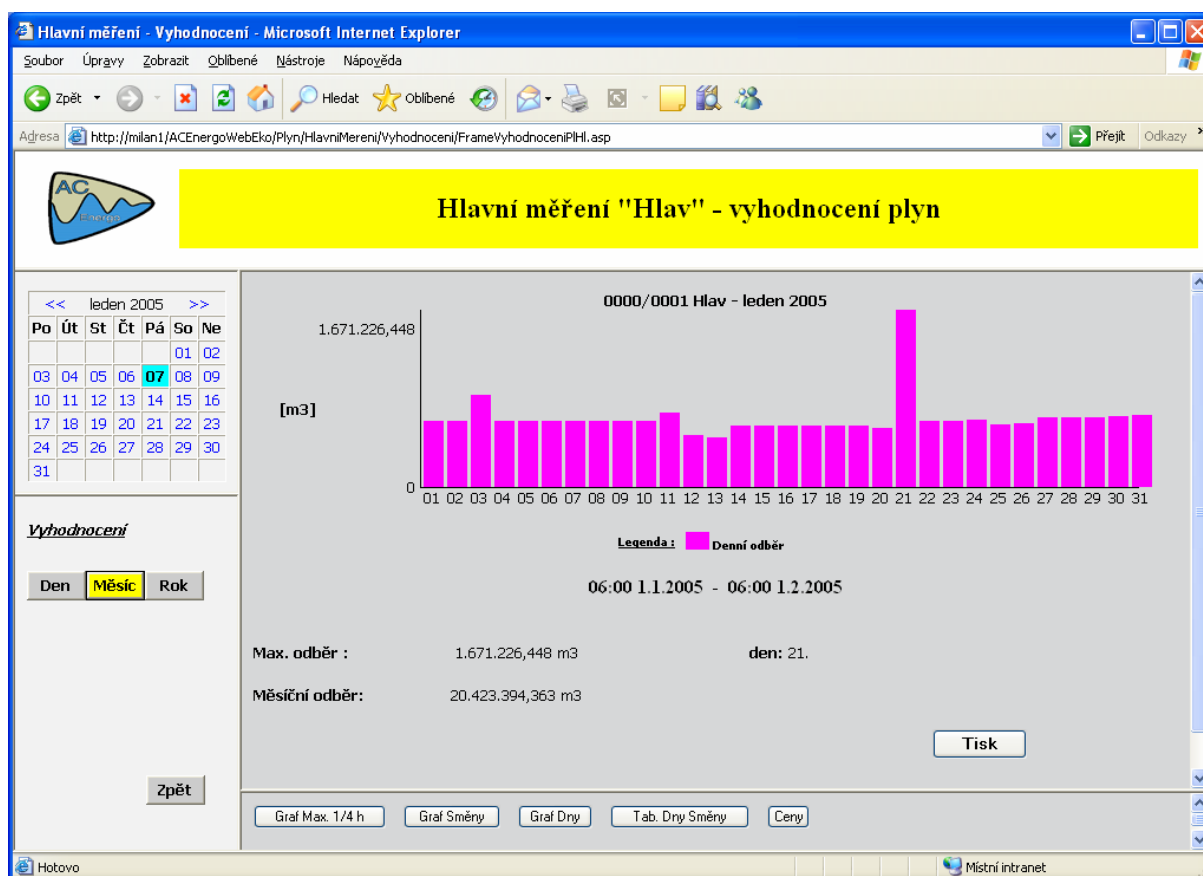 Hlavní měření - Vyhodnocení - Microsoft Internet Explorer
Soubor Úpravy Zobrazit Oblíbené Nástroje Nápověda
Zpět Hledat Oblíbené
Adresa http://milan1/ACEnergoWebEko/Plyn/HlavniMereni/Vyhodnoceni/FrameVyhodnoceniPlHl.asp Přejít Odkazy »
AC
Energo
Hlavní měření "Hlav" - vyhodnocení plyn
<< leden 2005 >>
Po Út St Čt Pá So Ne
01 02
03 04 05 06 07 08 09
10 11 12 13 14 15 16
17 18 19 20 21 22 23
24 25 26 27 28 29 30
31
Vyhodnocení
Den Měsíc Rok
Zpět
0000/0001 Hlav - leden 2005
1.671.226,448
[m3]
0
01 02 03 04 05 06 07 08 09 10 11 12 13 14 15 16 17 18 19 20 21 22 23 24 25 26 27 28 29 30 31
Legenda : Denní odběr
06:00 1.1.2005 - 06:00 1.2.2005
Max. odběr : 1.671.226,448 m3 den: 21.
Měsíční odběr: 20.423.394,363 m3
Tisk
Graf Max. 1/4 h Graf Směny Graf Dny Tab. Dny Směny Ceny
Hotovo Místní intranet